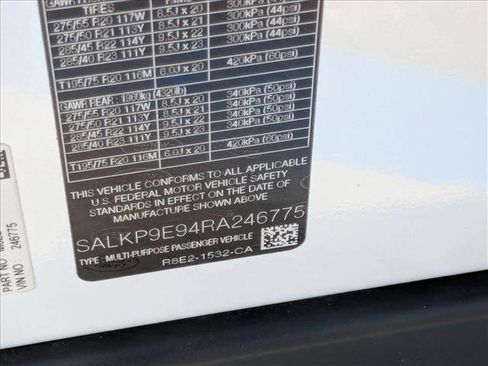 TIRES
275/55 R20 117W 8.5J x 20 300kPa (44psi)
275/50 R21 113Y 8.5J x 21 300kPa (44psi)
285/45 R22 114Y 9.5J x 22 300kPa (44psi)
285/40 R23 111Y 9.5J x 23
T195/75 R20 116M 6.0J x 20 420kPa (60psi)
GAWR REAR: 1960kg (4321lb)
275/55 R20 117W 8.5J x 20 340kPa (50psi)
275/50 R21 113Y 8.5J x 21 340kPa (50psi)
285/45 R22 114Y 9.5J x 22 340kPa (50psi)
285/40 R23 111Y 9.5J x 23
T195/75 R20 116M 6.0J x 20 420kPa (60psi)
THIS VEHICLE CONFORMS TO ALL APPLICABLE
U.S. FEDERAL MOTOR VEHICLE SAFETY
STANDARDS IN EFFECT ON THE DATE OF
MANUFACTURE SHOWN ABOVE
SALKP9E94RA246775
TYPE: MULTI-PURPOSE PASSENGER VEHICLE
R8E2-1532-CA
PART NO
VIN NO : 246775